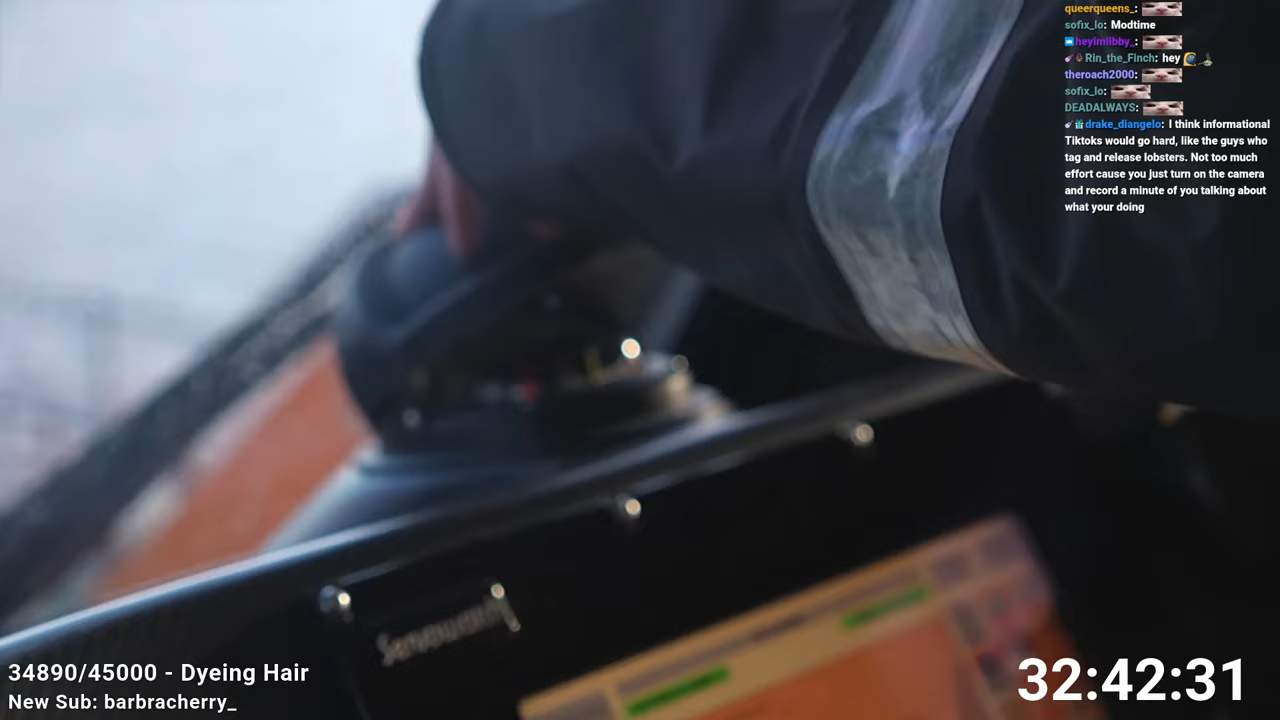 queerqueens_:
sofix_lo: Modtime
heyimlibby_:
Rin_the_Finch: hey
theroach2000:
sofix_lo:
DEADALWAYS:
drake_diangelo: I think informational
Tiktoks would go hard, like the guys who
tag and release lobsters. Not too much
effort cause you just turn on the camera
and record a minute of you talking about
what your doing
34890/45000 - Dyeing Hair
New Sub: barbracherry_
32:42:31